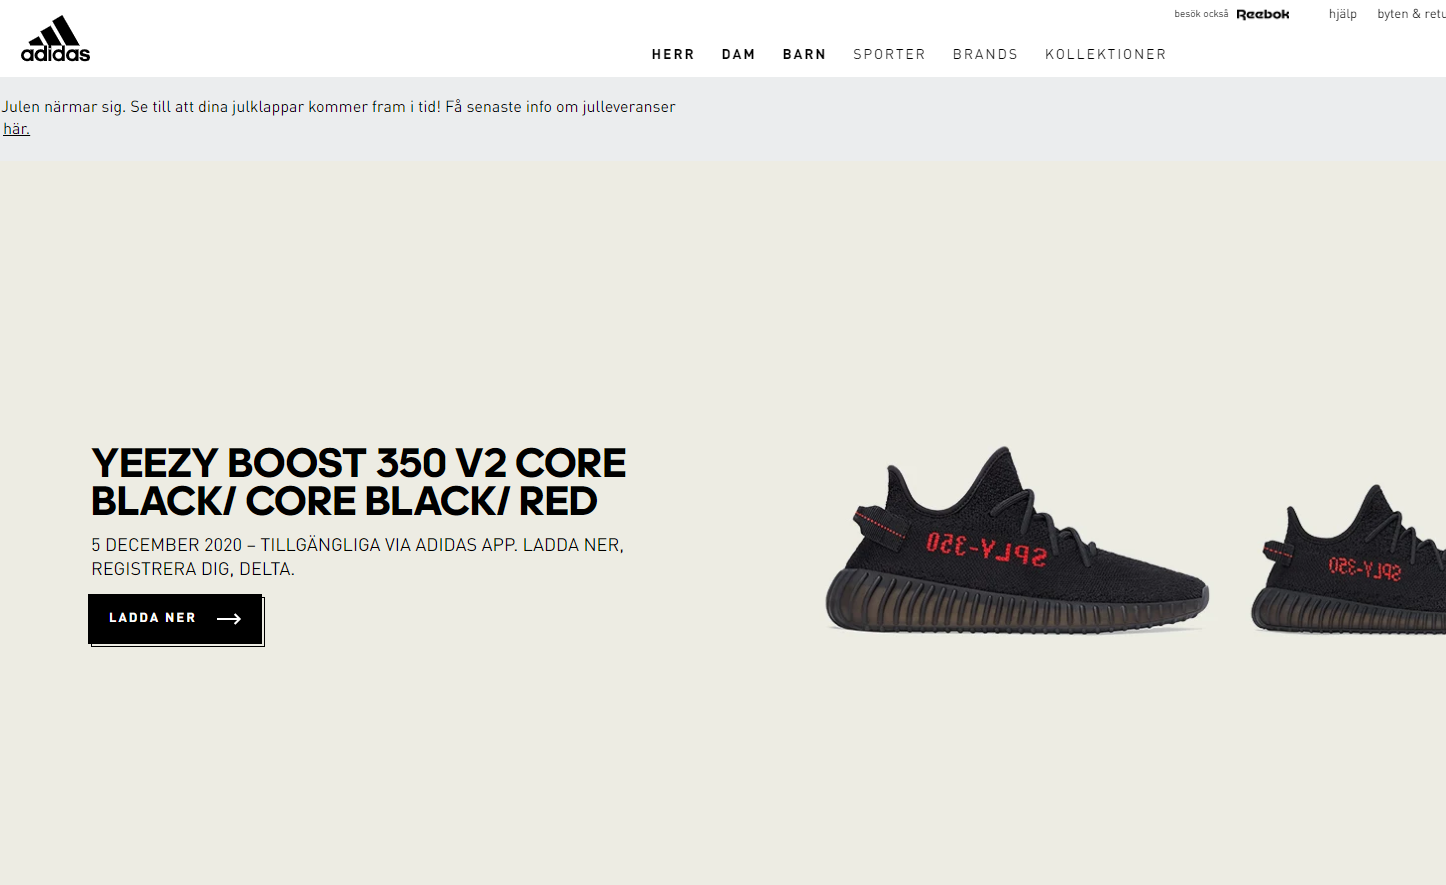 besök också Reebok hjälp byten & retu
adidas
HERR DAM BARN SPORTER BRANDS KOLLEKTIONER
Julen närmar sig. Se till att dina julklappar kommer fram i tid! Få senaste info om julleveranser
här.
YEEZY BOOST 350 V2 CORE
BLACK/ CORE BLACK/ RED
5 DECEMBER 2020 – TILLGÄNGLIGA VIA ADIDAS APP. LADDA NER,
REGISTRERA DIG, DELTA.
LADDA NER
SPLY-350
SPLY-350